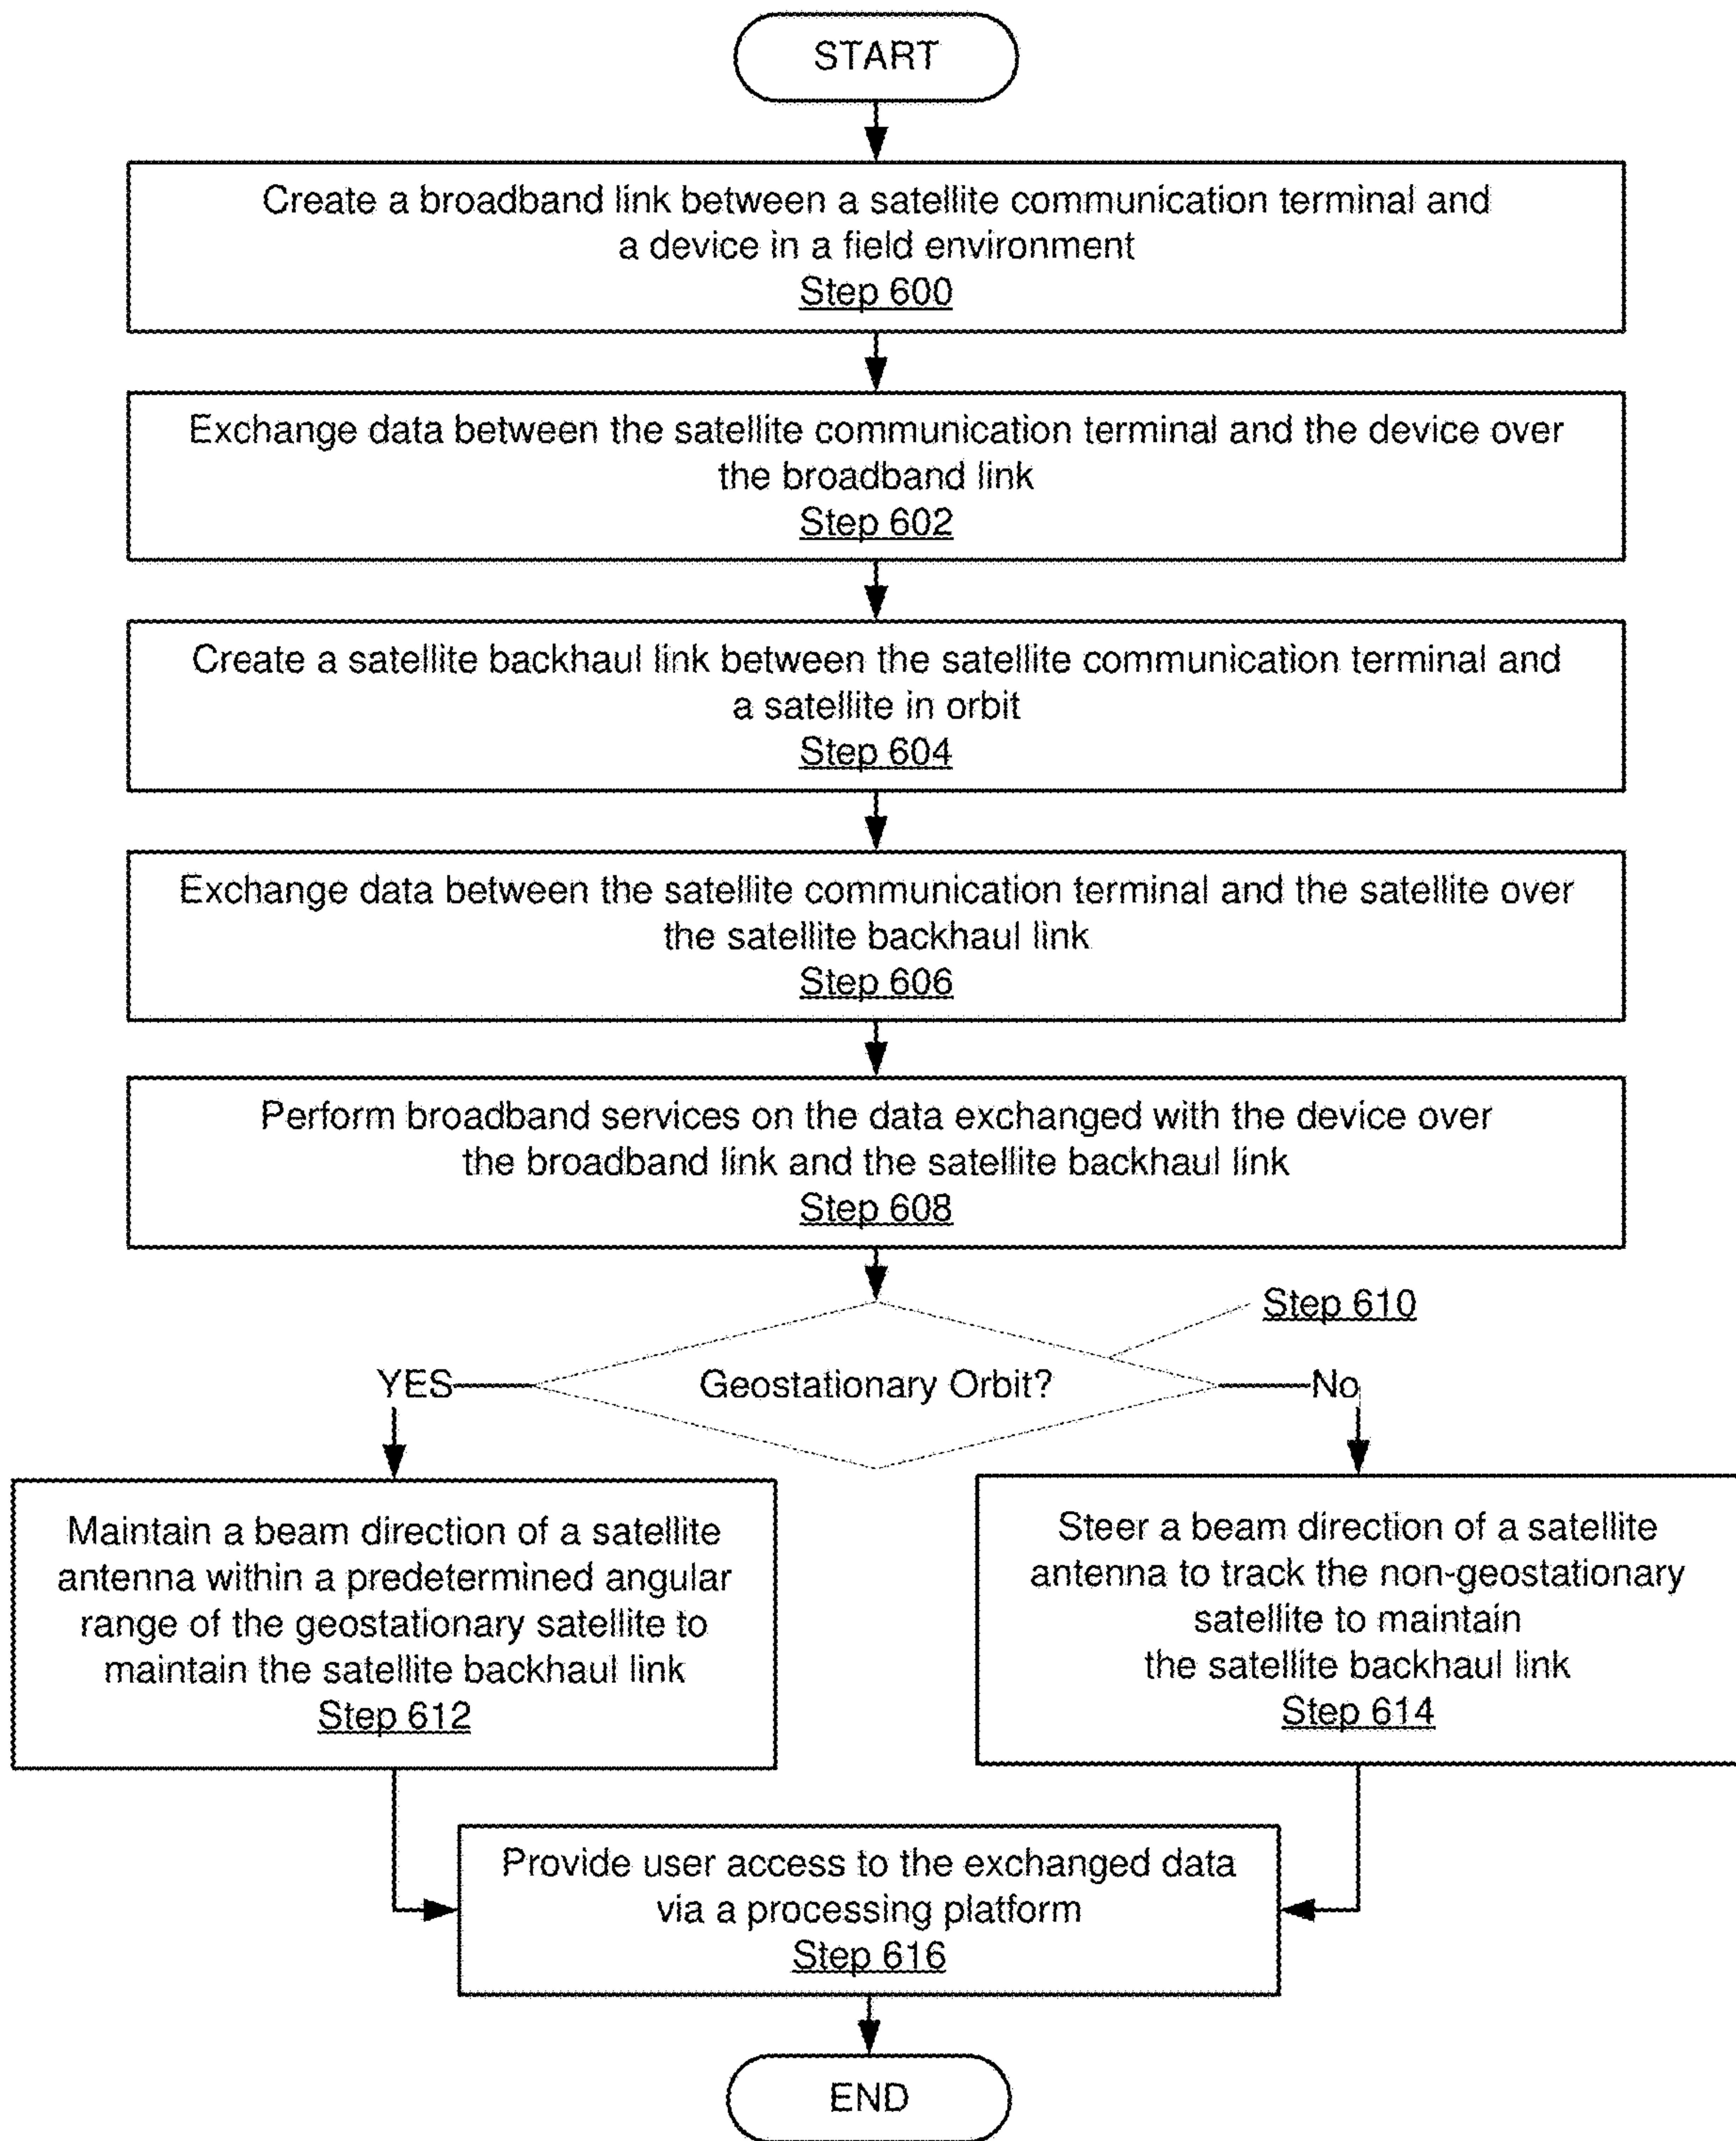 START
Create a broadband link between a satellite communication terminal and
a device in a field environment
Step 600
Exchange data between the satellite communication terminal and the device over
the broadband link
Step 602
Create a satellite backhaul link between the satellite communication terminal and
a satellite in orbit
Step 604
Exchange data between the satellite communication terminal and the satellite over
the satellite backhaul link
Step 606
Perform broadband services on the data exchanged with the device over
the broadband link and the satellite backhaul link
Step 608
Step 610
YES
Geostationary Orbit?
No
Maintain a beam direction of a satellite
antenna within a predetermined angular
range of the geostationary satellite to
maintain the satellite backhaul link
Step 612
Steer a beam direction of a satellite
antenna to track the non-geostationary
satellite to maintain
the satellite backhaul link
Step 614
Provide user access to the exchanged data
via a processing platform
Step 616
END